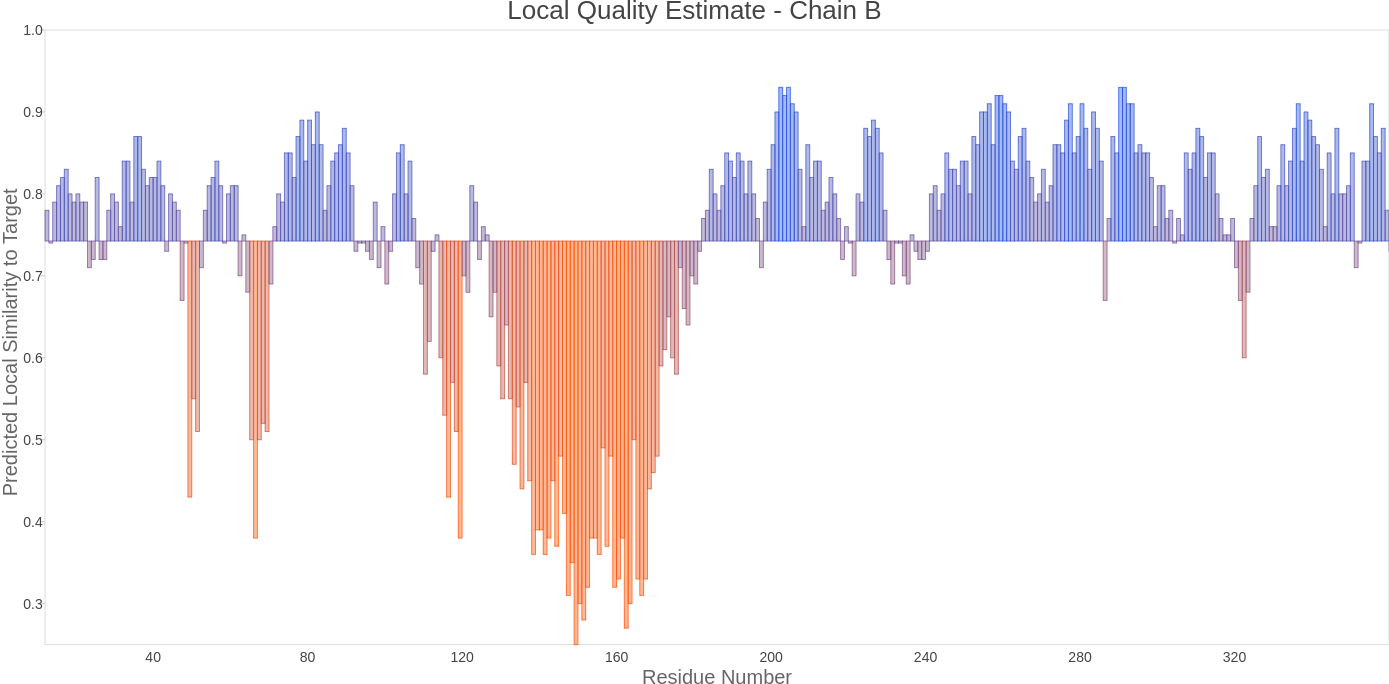 Local Quality Estimate - Chain B
Predicted Local Similarity to Target
1.0
0.9
0.8
0.7
0.6
0.5
0.4
0.3
40 80 120 160 200 240 280 320
Residue Number